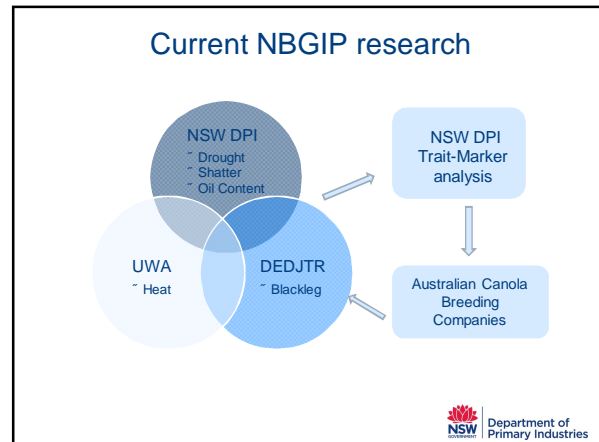 Current NBGIP research
NSW DPI
˝ Drought
˝ Shatter
˝ Oil Content
UWA
˝ Heat
DEDJTR
˝ Blackleg
NSW DPI
Trait-Marker
analysis
Australian Canola
Breeding
Companies
NSW
GOVERNMENT
Department of
Primary Industries